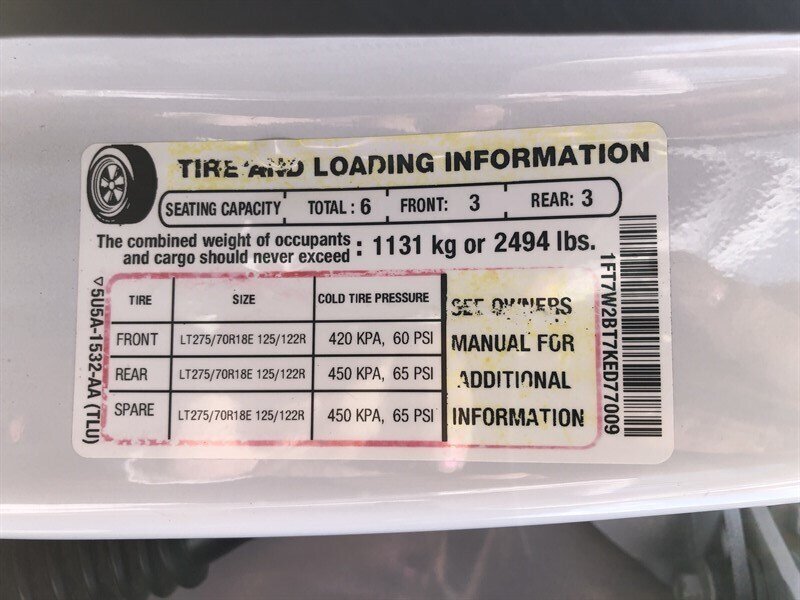 TIRE AND LOADING INFORMATION
SEATING CAPACITY TOTAL : 6 FRONT: 3 REAR: 3
The combined weight of occupants
and cargo should never exceed : 1131 kg or 2494 lbs.
TIRE SIZE COLD TIRE PRESSURE
FRONT LT275/70R18E 125/122R 420 KPA, 60 PSI
REAR LT275/70R18E 125/122R 450 KPA, 65 PSI
SPARE LT275/70R18E 125/122R 450 KPA, 65 PSI
SEE OWNERS
MANUAL FOR
ADDITIONAL
INFORMATION
1FT7W2BT7KED77009
▽5U5A-1532-AA (TLU)